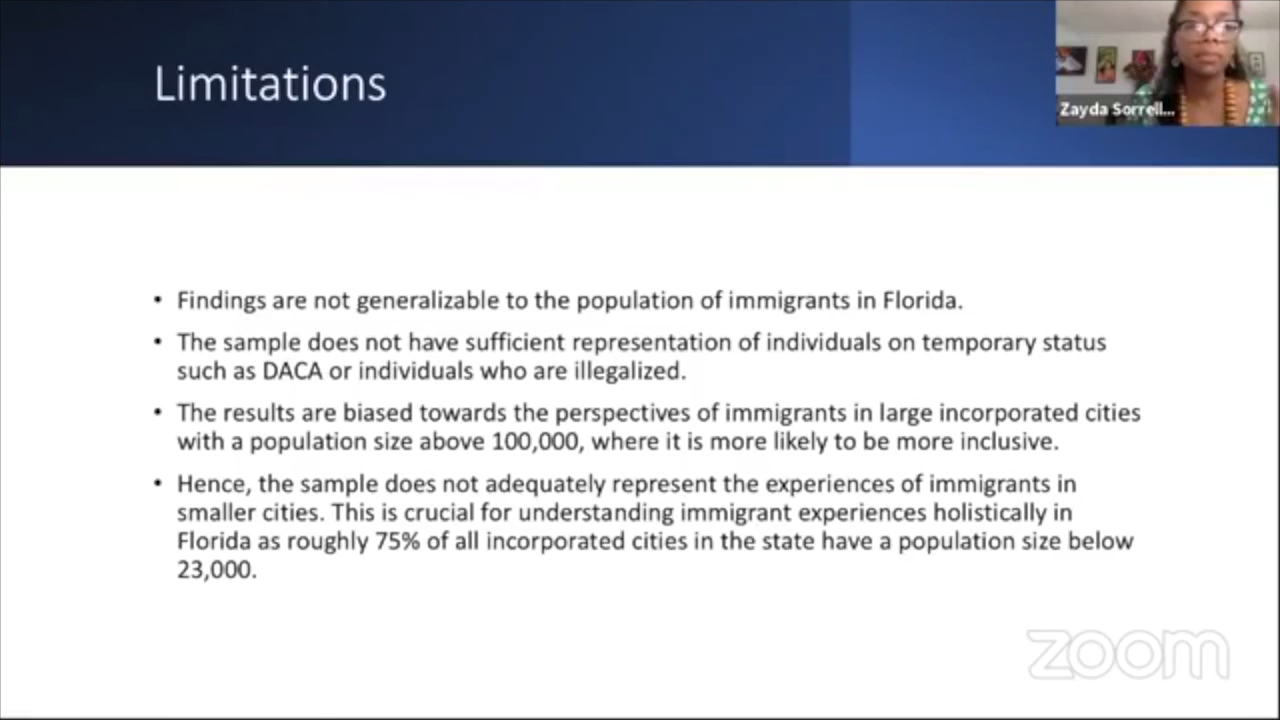 Limitations
Zayda Sorrell...
• Findings are not generalizable to the population of immigrants in Florida.
• The sample does not have sufficient representation of individuals on temporary status
such as DACA or individuals who are illegalized.
• The results are biased towards the perspectives of immigrants in large incorporated cities
with a population size above 100,000, where it is more likely to be more inclusive.
• Hence, the sample does not adequately represent the experiences of immigrants in
smaller cities. This is crucial for understanding immigrant experiences holistically in
Florida as roughly 75% of all incorporated cities in the state have a population size below
23,000.
zoom